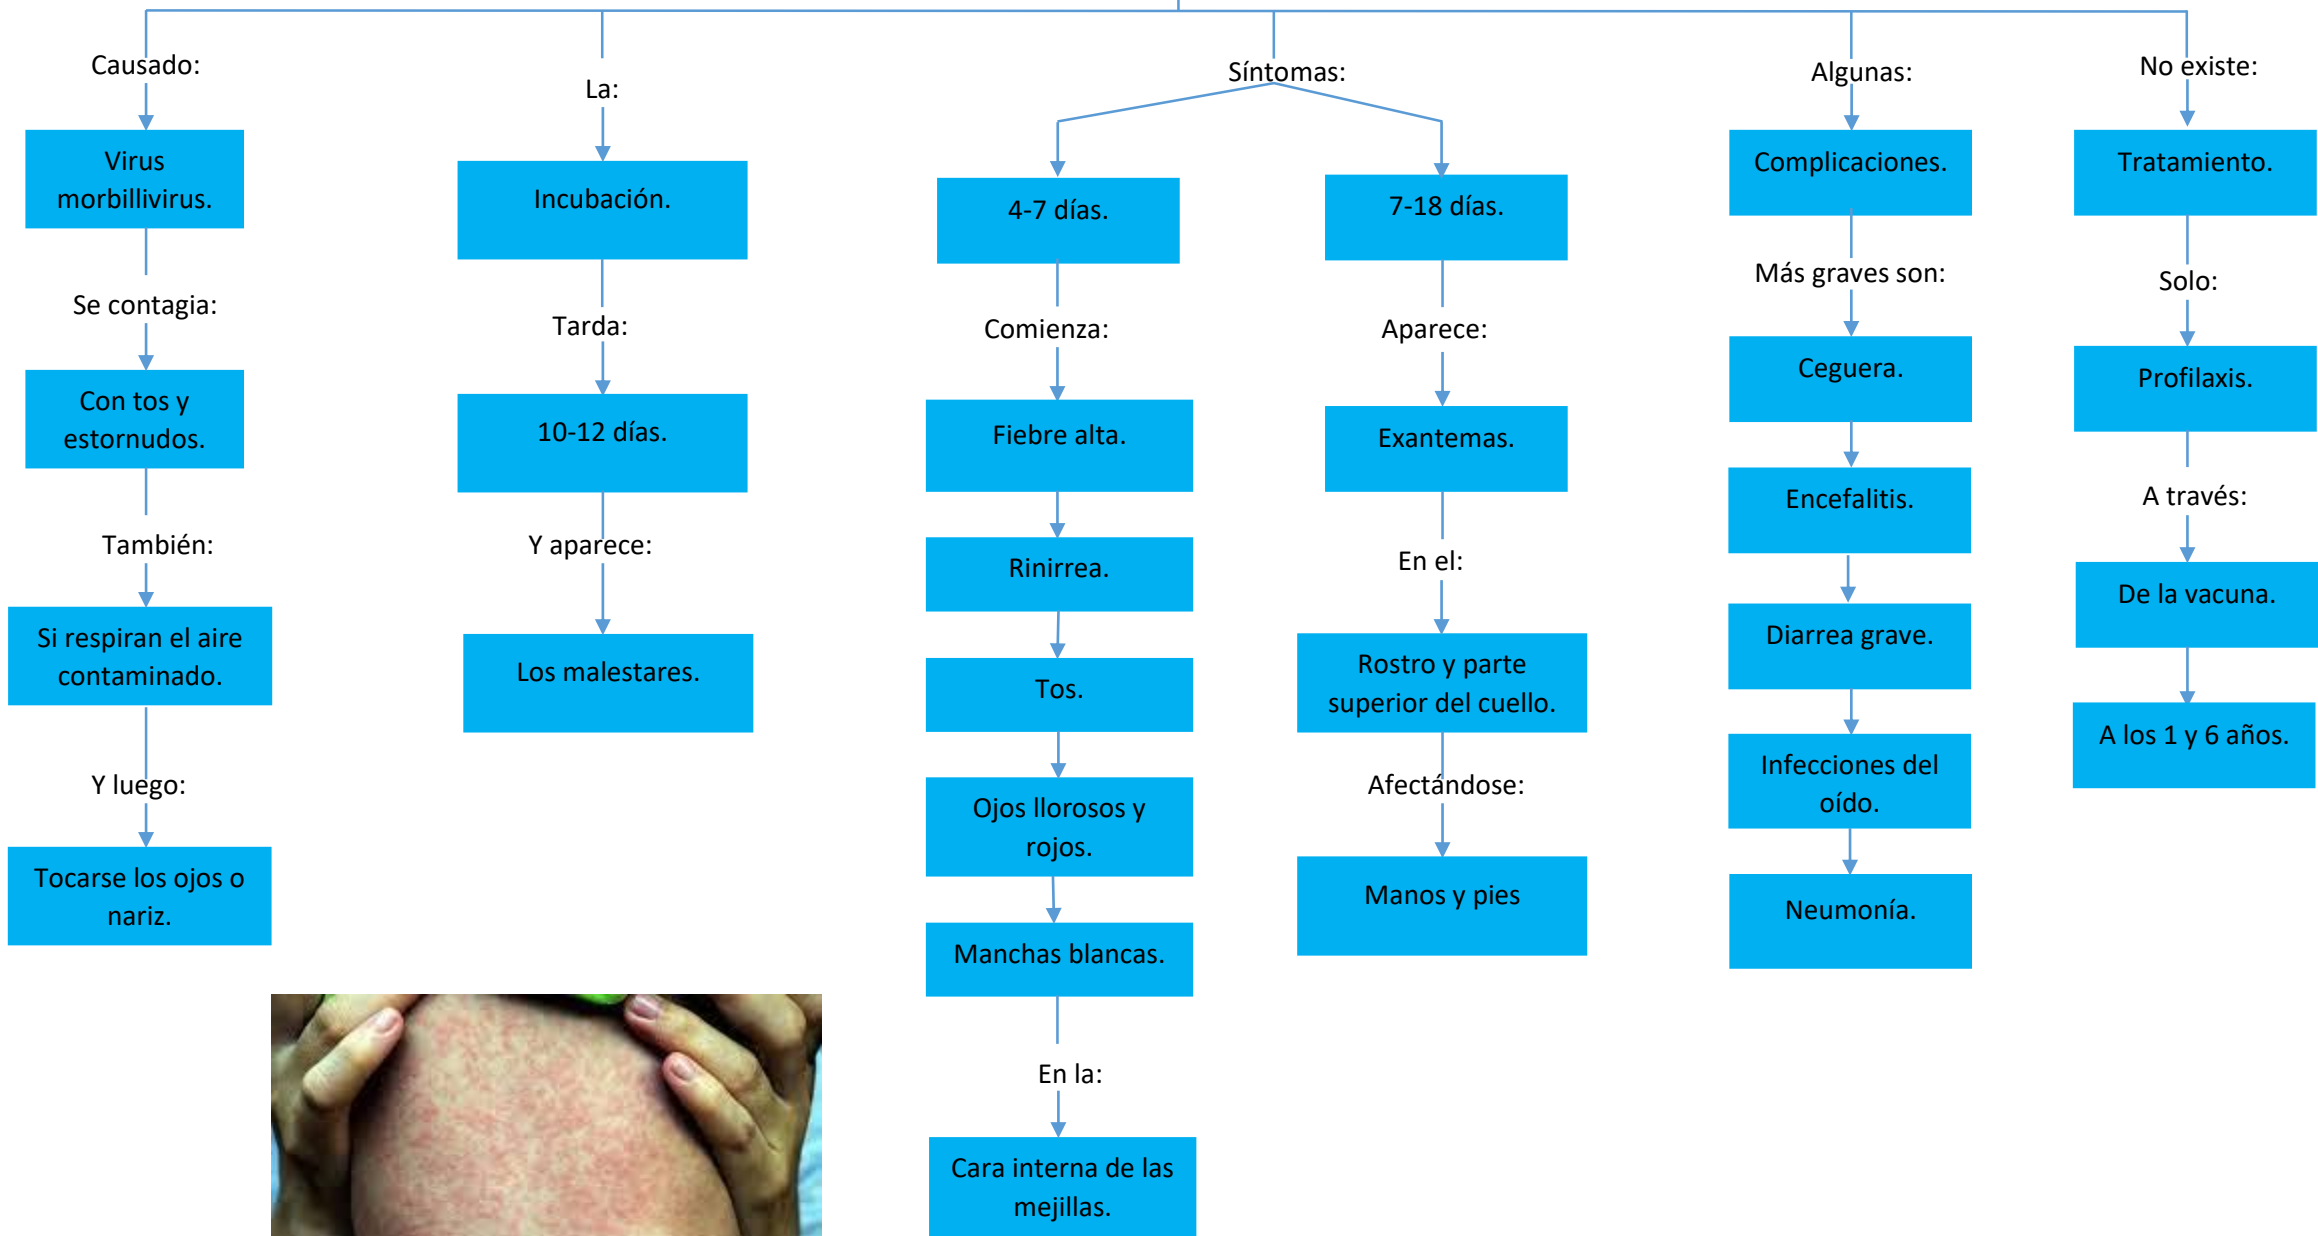 Causado:
Virus
morbillivirus.
Se contagia:
Con tos y
estornudos.
También:
Si respiran el aire
contaminado.
Y luego:
Tocarse los ojos o
nariz.
La:
Incubación.
Tarda:
10-12 días.
Y aparece:
Los malestares.
Síntomas:
4-7 días.
Comienza:
Fiebre alta.
Rinirrea.
Tos.
Ojos llorosos y
rojos.
Manchas blancas.
En la:
Cara interna de las
mejillas.
7-18 días.
Aparece:
Exantemas.
En el:
Rostro y parte
superior del cuello.
Afectándose:
Manos y pies
Algunas:
Complicaciones.
Más graves son:
Ceguera.
Encefalitis.
Diarrea grave.
Infecciones del
oído.
Neumonía.
No existe:
Tratamiento.
Solo:
Profilaxis.
A través:
De la vacuna.
A los 1 y 6 años.